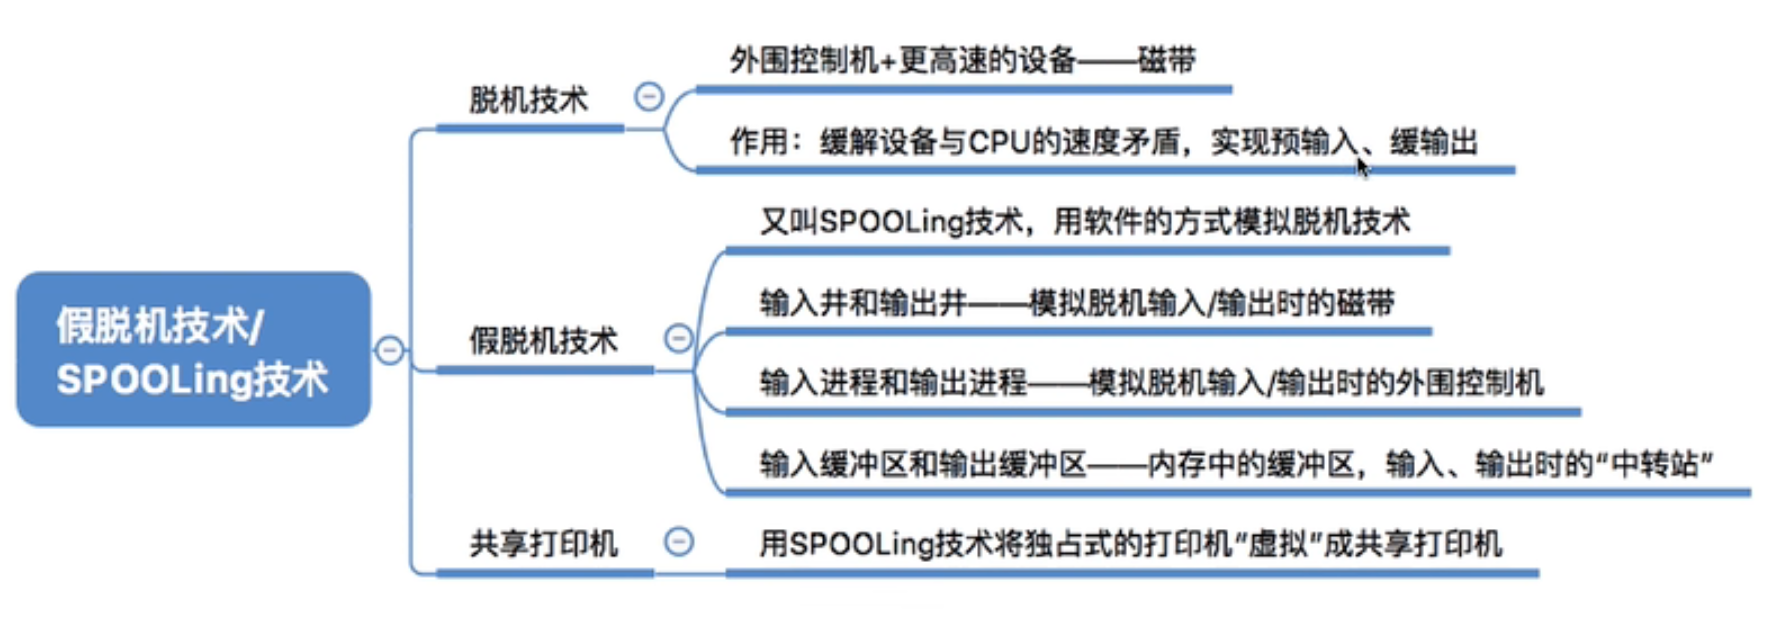 外围控制机+更高速的设备——磁带
脱机技术
作用：缓解设备与CPU的速度矛盾，实现预输入、缓输出
又叫SPOOLing技术，用软件的方式模拟脱机技术
输入井和输出井——模拟脱机输入/输出时的磁带
假脱机技术/
SPOOLing技术
假脱机技术
输入进程和输出进程——模拟脱机输入/输出时的外围控制机
输入缓冲区和输出缓冲区——内存中的缓冲区，输入、输出时的“中转站”
共享打印机
用SPOOLing技术将独占式的打印机“虚拟”成共享打印机